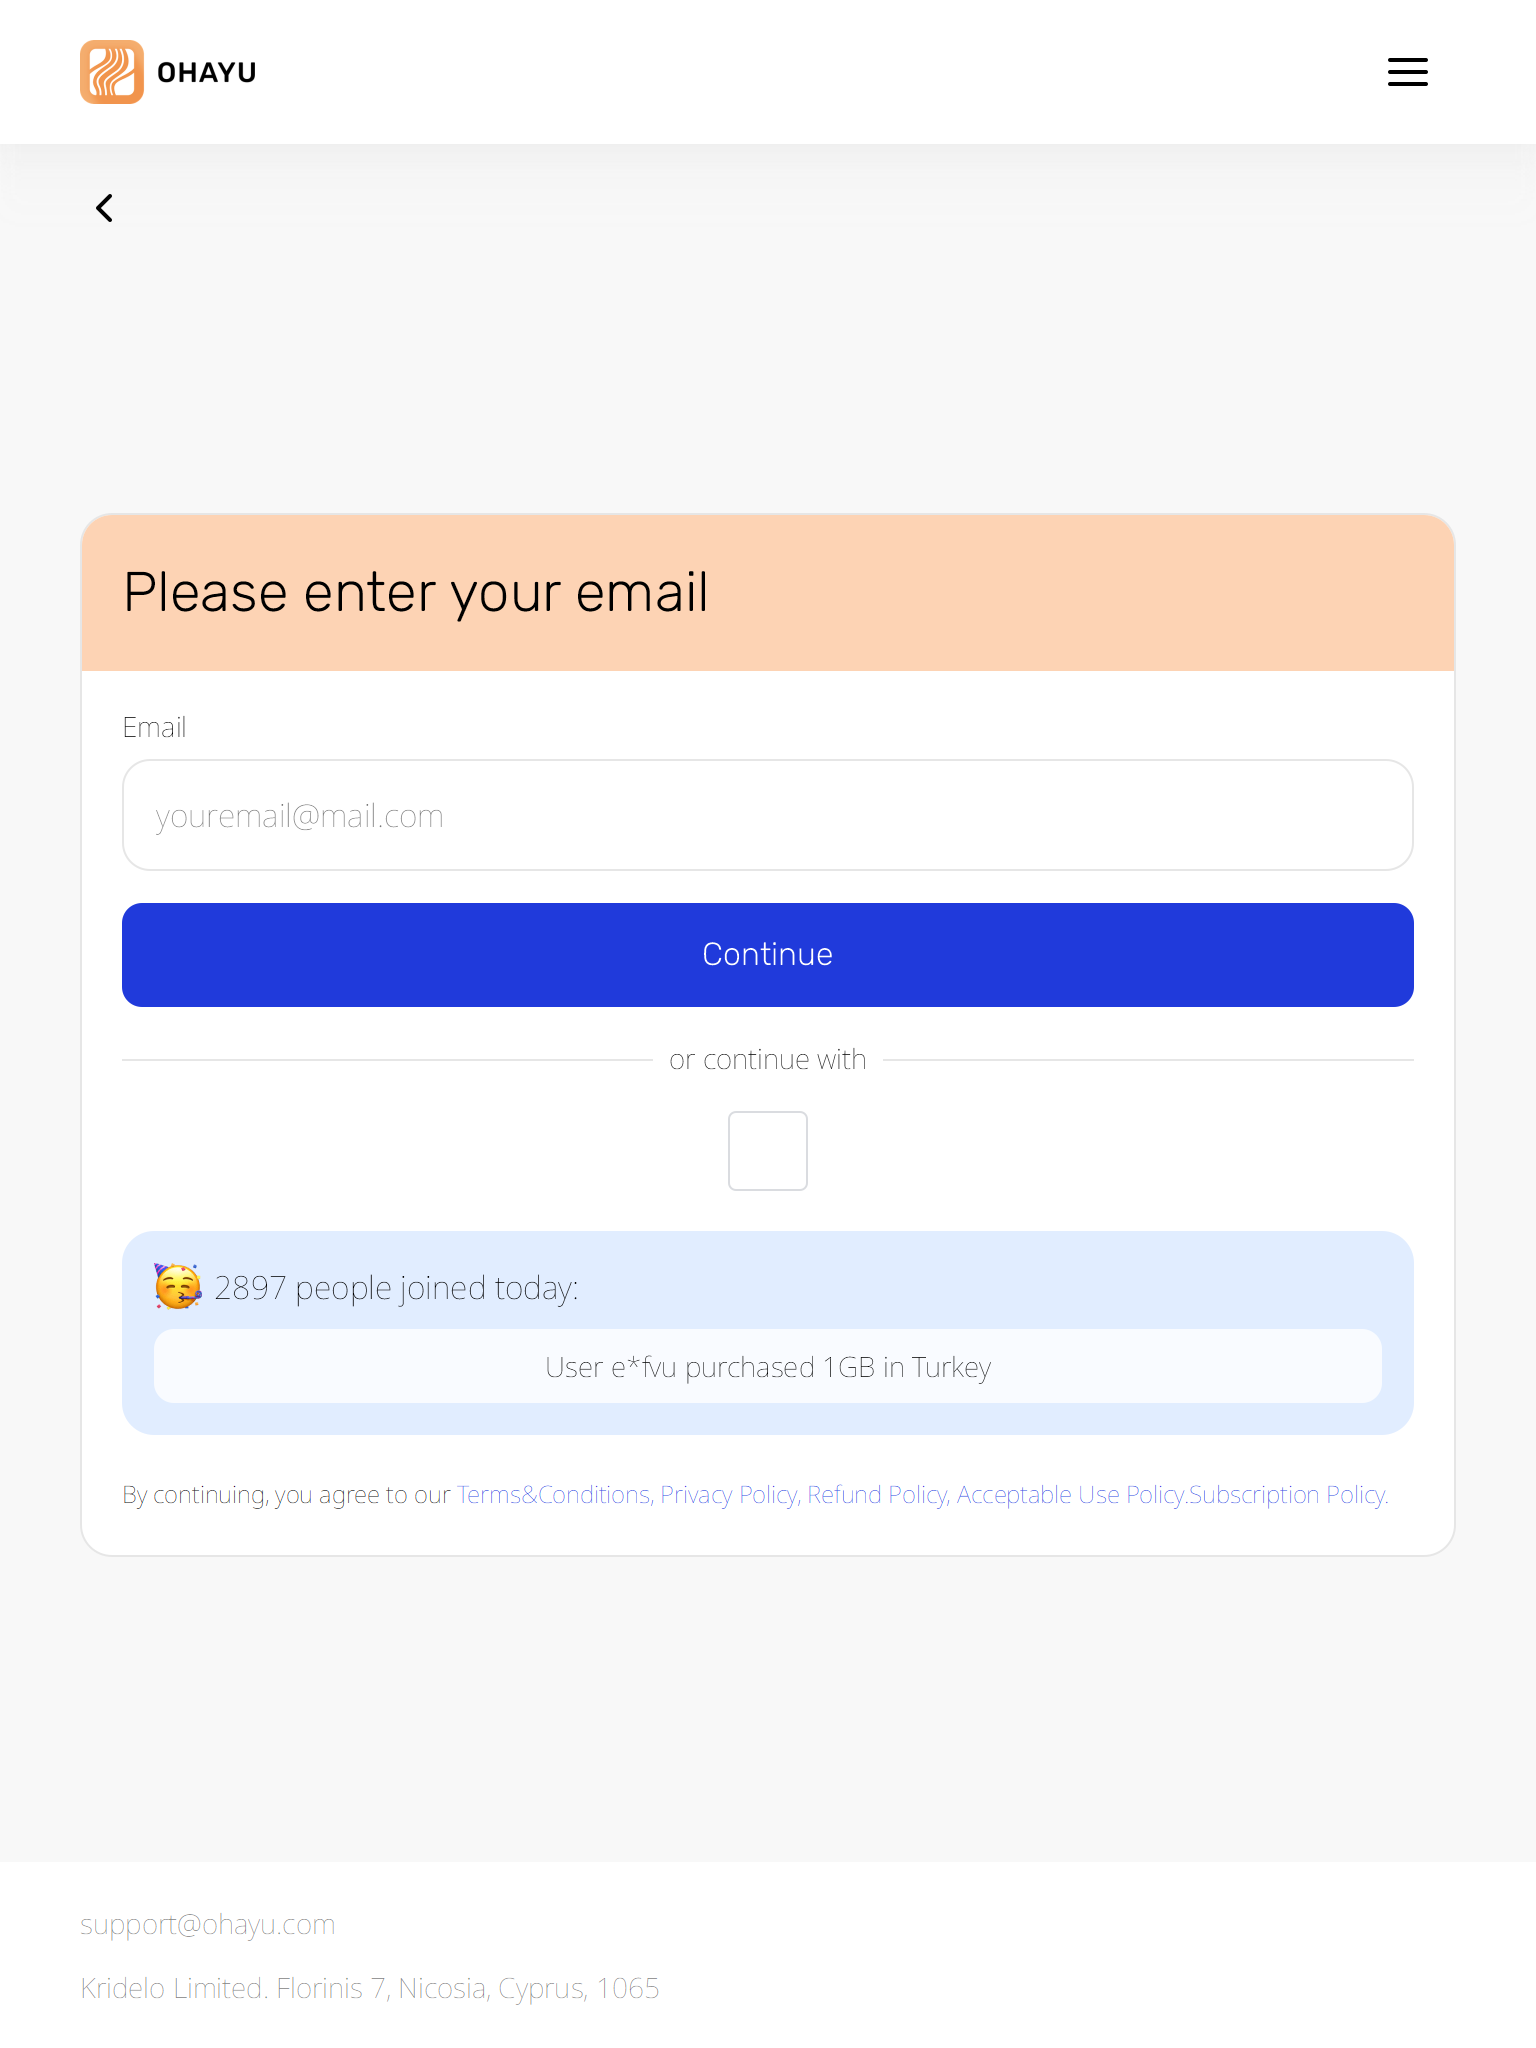 OHAYU
Please enter your email
Email
youremail@mail.com
Continue
or continue with
2897 people joined today:
User e*fvu purchased 1GB in Turkey
By continuing, you agree to our Terms&Conditions, Privacy Policy, Refund Policy, Acceptable Use Policy.Subscription Policy.
support@ohayu.com
Kridelo Limited. Florinis 7, Nicosia, Cyprus, 1065